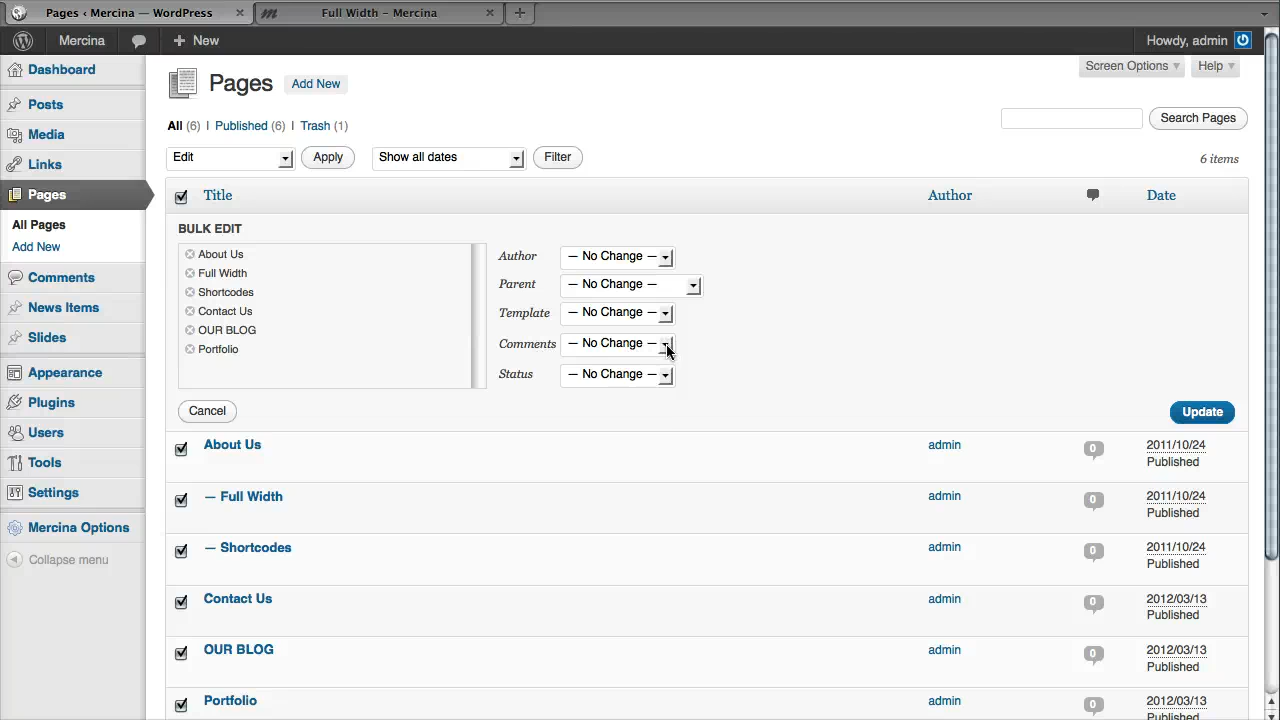 Pages ‹ Mercina — WordPress × Full Width – Mercina × +
Mercina + New Howdy, admin
Dashboard
Posts
Media
Links
Pages
All Pages
Add New
Comments
News Items
Slides
Appearance
Plugins
Users
Tools
Settings
Mercina Options
Collapse menu
Screen Options Help
Pages Add New
All (6) | Published (6) | Trash (1)
Search Pages
Edit Apply Show all dates Filter
6 items
Title Author Date
BULK EDIT
About Us
Full Width
Shortcodes
Contact Us
OUR BLOG
Portfolio
Author — No Change —
Parent — No Change —
Template — No Change —
Comments — No Change —
Status — No Change —
Cancel Update
About Us admin 0 2011/10/24
Published
— Full Width admin 0 2011/10/24
Published
— Shortcodes admin 0 2011/10/24
Published
Contact Us admin 0 2012/03/13
Published
OUR BLOG admin 0 2012/03/13
Published
Portfolio admin 0 2012/03/13
Published